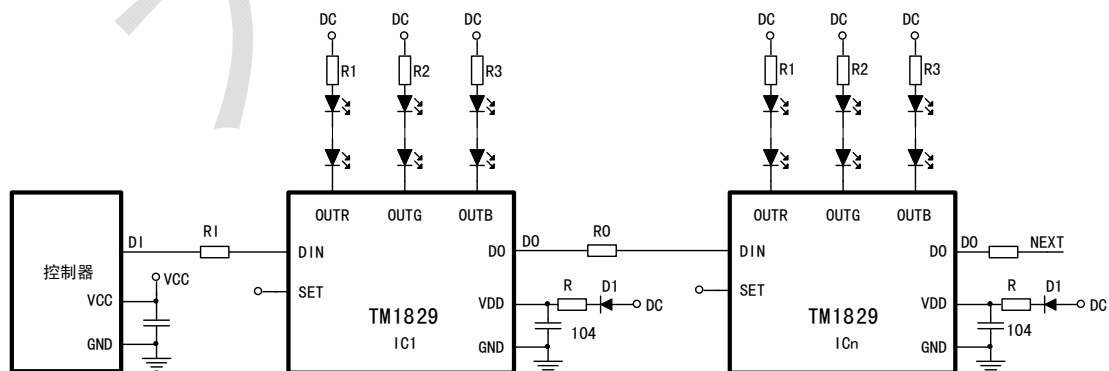 DC DC DC DC DC DC
R1 R2 R3 R1 R2 R3
OUTR OUTG OUTB OUTR OUTG OUTB
DI RI DIN DO DO RO DIN DO DO NEXT
控制器 VCC
SET R D1 SET R D1
VCC VDD DC VDD DC
TM1829 104 TM1829 104
GND IC1 GND ICn GND